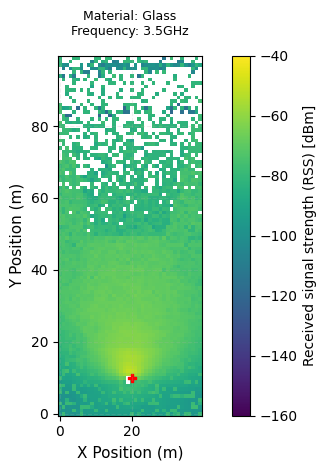 Material: Glass
Frequency: 3.5GHz
80
60
40
20
0
Y Position (m)
0
20
X Position (m)
−40
−60
−80
−100
−120
−140
−160
Received signal strength (RSS) [dBm]